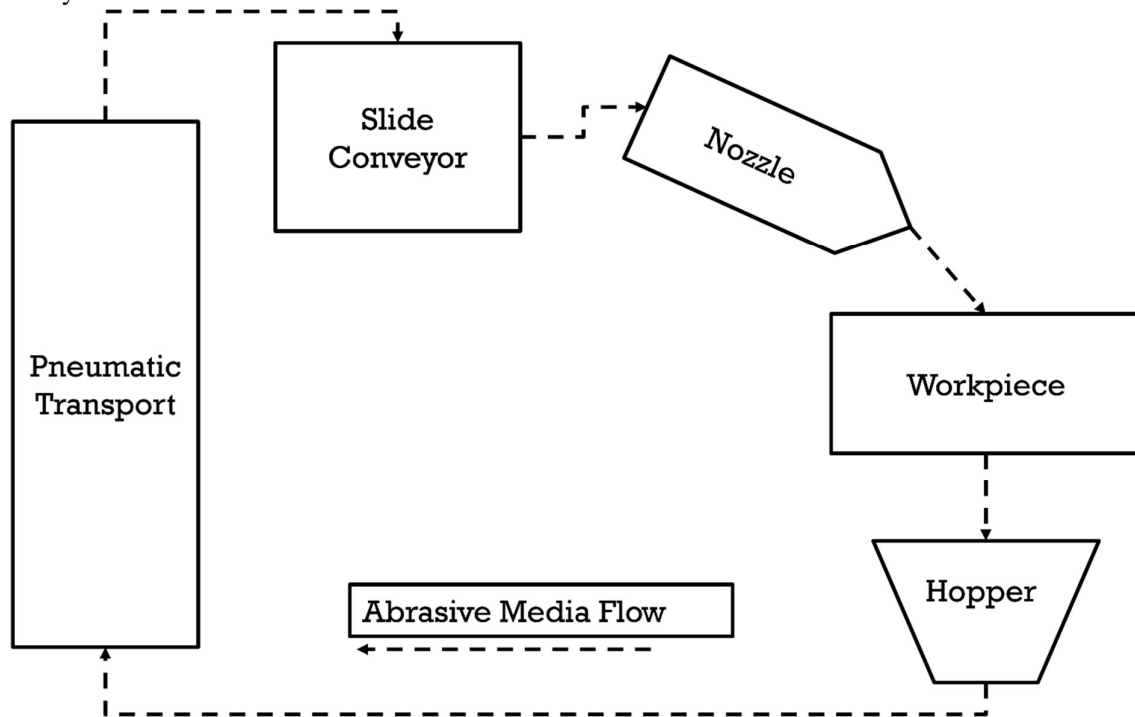 Slide
Conveyor
Nozzle
Pneumatic
Transport
Workpiece
Hopper
Abrasive Media Flow